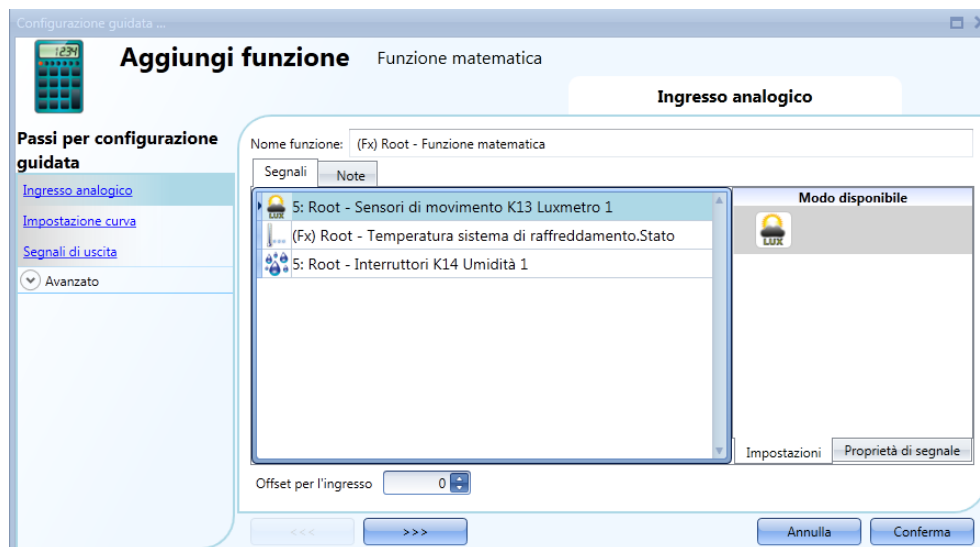 Configurazione guidata ...
1234
Aggiungi funzione Funzione matematica
Ingresso analogico
Passi per configurazione
guidata
Ingresso analogico
Impostazione curva
Segnali di uscita
Avanzato
Nome funzione: (Fx) Root - Funzione matematica
Segnali Note
LUX 5: Root - Sensori di movimento K13 Luxmetro 1
(Fx) Root - Temperatura sistema di raffreddamento.Stato
5: Root - Interruttori K14 Umidità 1
Modo disponibile
LUX
Impostazioni Proprietà di segnale
Offset per l'ingresso 0
<<< >>> Annulla Conferma